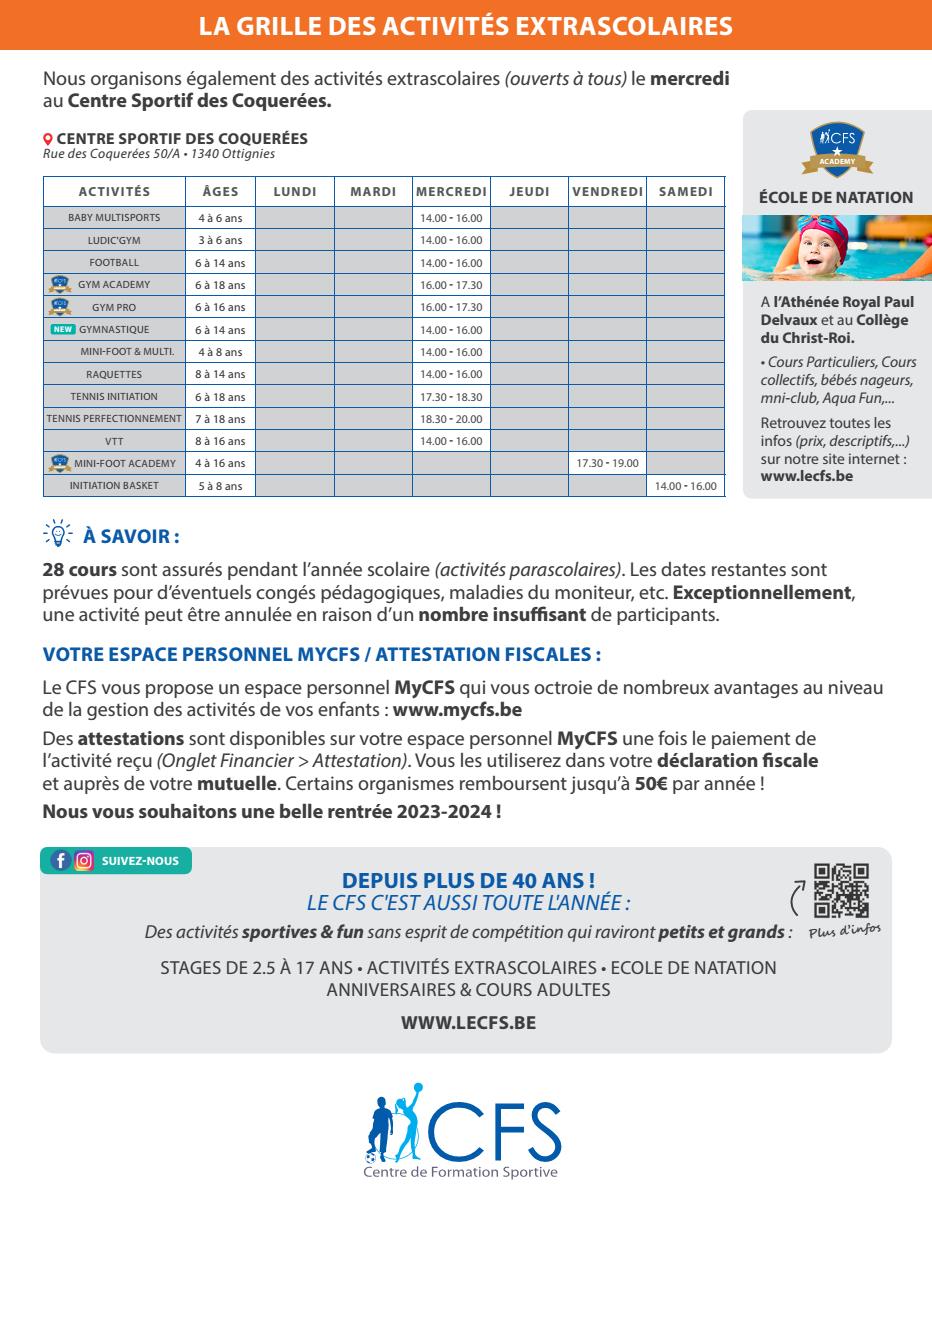 LA GRILLE DES ACTIVITÉS EXTRASCOLAIRES
Nous organisons également des activités extrascolaires (ouverts à tous) le mercredi
au Centre Sportif des Coquerées.
CENTRE SPORTIF DES COQUERÉES
Rue des Coquerées 50/A • 1340 Ottignies
ACTIVITÉS ÂGES LUNDI MARDI MERCREDI JEUDI VENDREDI SAMEDI
BABY MULTISPORTS 4 à 6 ans 14.00 - 16.00
LUDIC'GYM 3 à 6 ans 14.00 - 16.00
FOOTBALL 6 à 14 ans 14.00 - 16.00
GYM ACADEMY 6 à 18 ans 16.00 - 17.30
GYM PRO 6 à 16 ans 16.00 - 17.30
NEW GYMNASTIQUE 6 à 14 ans 14.00 - 16.00
MINI-FOOT & MULTI. 4 à 8 ans 14.00 - 16.00
RAQUETTES 8 à 14 ans 14.00 - 16.00
TENNIS INITIATION 6 à 18 ans 17.30 - 18.30
TENNIS PERFECTIONNEMENT 7 à 18 ans 18.30 - 20.00
VTT 8 à 16 ans 14.00 - 16.00
MINI-FOOT ACADEMY 4 à 16 ans 17.30 - 19.00
INITIATION BASKET 5 à 8 ans 14.00 - 16.00
CFS
ACADEMY
ÉCOLE DE NATATION
A l'Athénée Royal Paul
Delvaux et au Collège
du Christ-Roi.
• Cours Particuliers, Cours
collectifs, bébés nageurs,
mni-club, Aqua Fun,...
Retrouvez toutes les
infos (prix, descriptifs,...)
sur notre site internet :
www.lecfs.be
À SAVOIR :
28 cours sont assurés pendant l'année scolaire (activités parascolaires). Les dates restantes sont
prévues pour d'éventuels congés pédagogiques, maladies du moniteur, etc. Exceptionnellement,
une activité peut être annulée en raison d'un nombre insuffisant de participants.
VOTRE ESPACE PERSONNEL MYCFS / ATTESTATION FISCALES :
Le CFS vous propose un espace personnel MyCFS qui vous octroie de nombreux avantages au niveau
de la gestion des activités de vos enfants : www.mycfs.be
Des attestations sont disponibles sur votre espace personnel MyCFS une fois le paiement de
l'activité reçu (Onglet Financier > Attestation). Vous les utiliserez dans votre déclaration fiscale
et auprès de votre mutuelle. Certains organismes remboursent jusqu'à 50€ par année !
Nous vous souhaitons une belle rentrée 2023-2024 !
SUIVEZ-NOUS
DEPUIS PLUS DE 40 ANS !
LE CFS C'EST AUSSI TOUTE L'ANNÉE :
Des activités sportives & fun sans esprit de compétition qui raviront petits et grands :
Plus d'infos
STAGES DE 2.5 À 17 ANS • ACTIVITÉS EXTRASCOLAIRES • ECOLE DE NATATION
ANNIVERSAIRES & COURS ADULTES
WWW.LECFS.BE
CFS
Centre de Formation Sportive